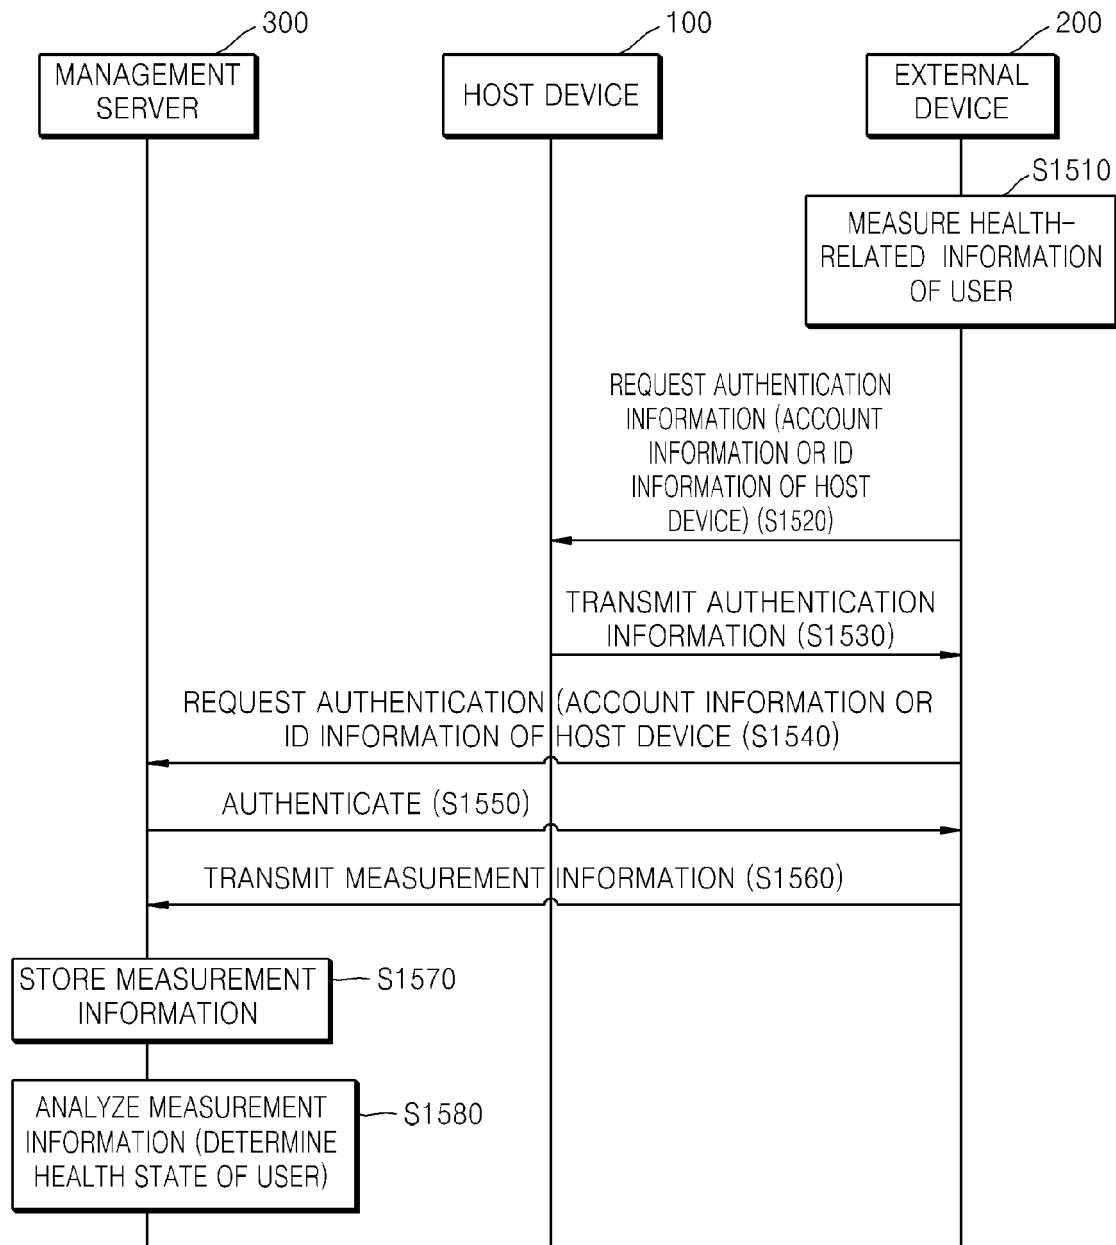 300
100
200
MANAGEMENT
SERVER
HOST DEVICE
EXTERNAL
DEVICE
S1510
MEASURE HEALTH-
RELATED INFORMATION
OF USER
REQUEST AUTHENTICATION
INFORMATION (ACCOUNT
INFORMATION OR ID
INFORMATION OF HOST
DEVICE) (S1520)
TRANSMIT AUTHENTICATION
INFORMATION (S1530)
REQUEST AUTHENTICATION (ACCOUNT INFORMATION OR
ID INFORMATION OF HOST DEVICE (S1540)
AUTHENTICATE (S1550)
TRANSMIT MEASUREMENT INFORMATION (S1560)
STORE MEASUREMENT
INFORMATION
S1570
ANALYZE MEASUREMENT
INFORMATION (DETERMINE
HEALTH STATE OF USER)
S1580